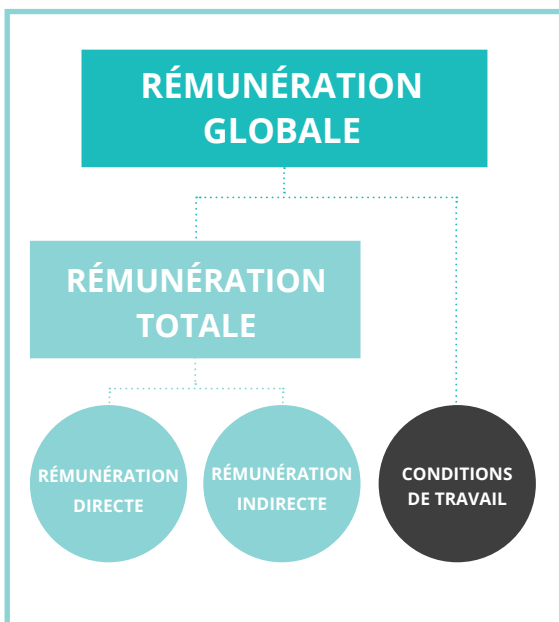 RÉMUNÉRATION
GLOBALE
RÉMUNÉRATION
TOTALE
RÉMUNÉRATION
DIRECTE
RÉMUNÉRATION
INDIRECTE
CONDITIONS
DE TRAVAIL